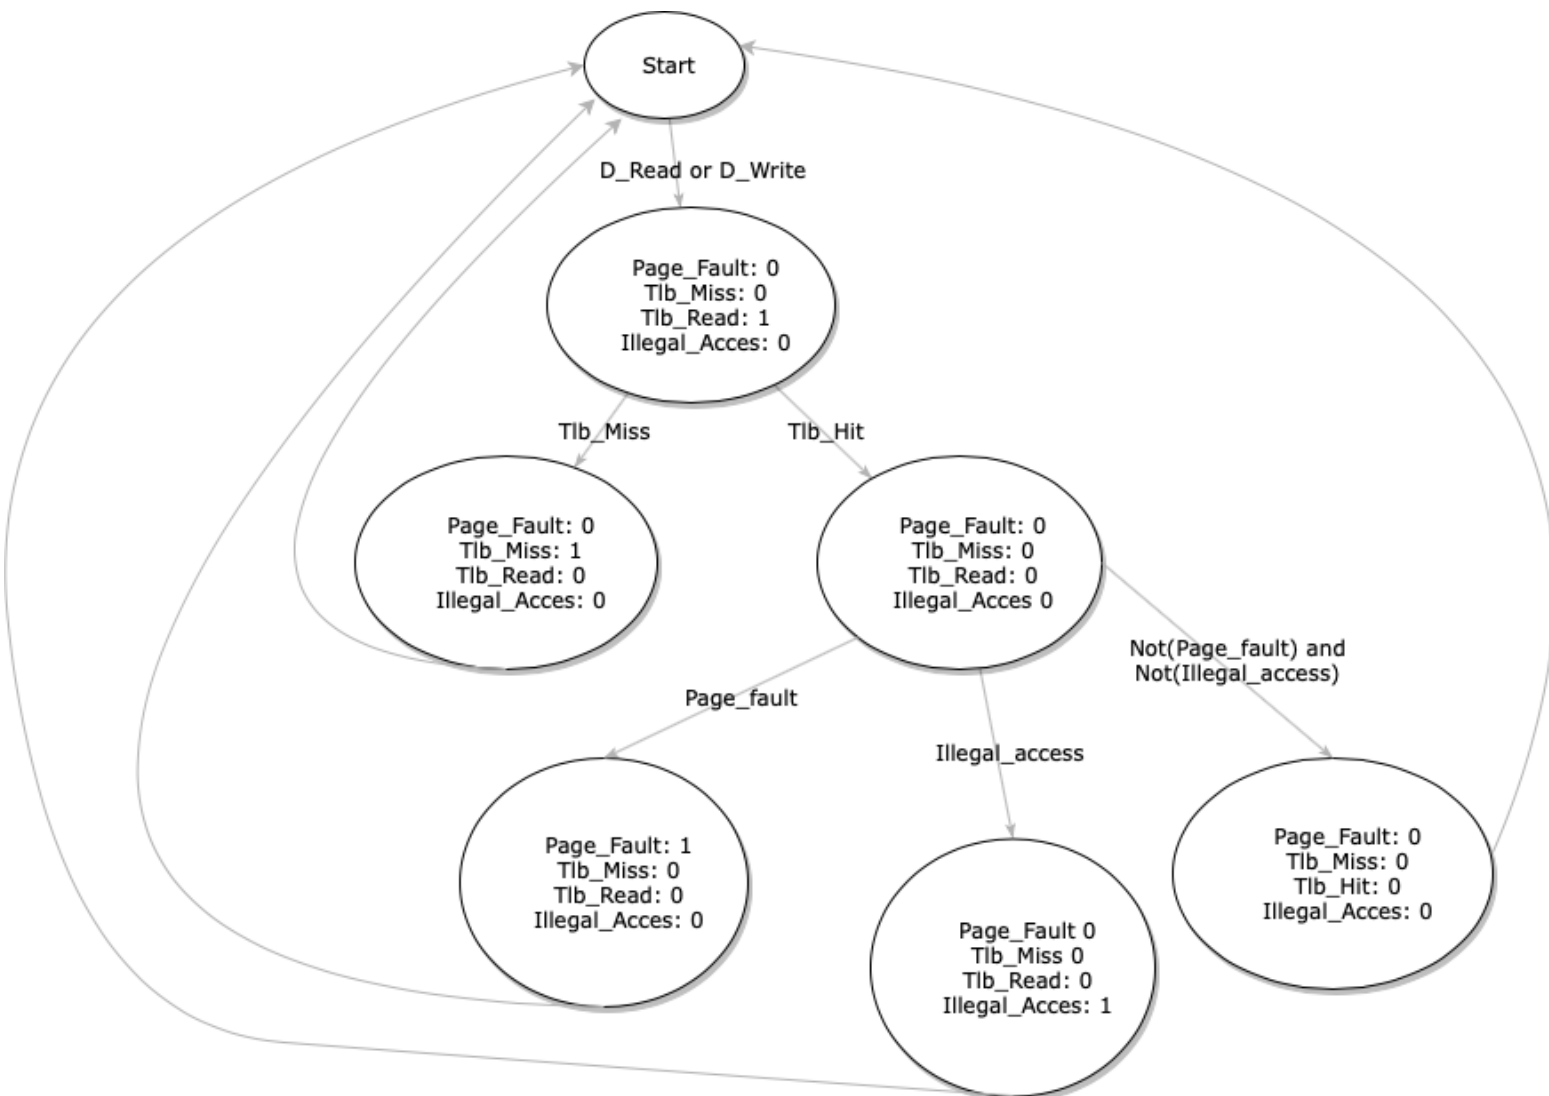 Start
D_Read or D_Write
Page_Fault: 0
Tlb_Miss: 0
Tlb_Read: 1
Illegal_Acces: 0
Tlb_Miss
Tlb_Hit
Page_Fault: 0
Tlb_Miss: 1
Tlb_Read: 0
Illegal_Acces: 0
Page_Fault: 0
Tlb_Miss: 0
Tlb_Read: 0
Illegal_Acces 0
Not(Page_fault) and
Not(Illegal_access)
Page_fault
Illegal_access
Page_Fault: 1
Tlb_Miss: 0
Tlb_Read: 0
Illegal_Acces: 0
Page_Fault 0
Tlb_Miss 0
Tlb_Read: 0
Illegal_Acces: 1
Page_Fault: 0
Tlb_Miss: 0
Tlb_Hit: 0
Illegal_Acces: 0